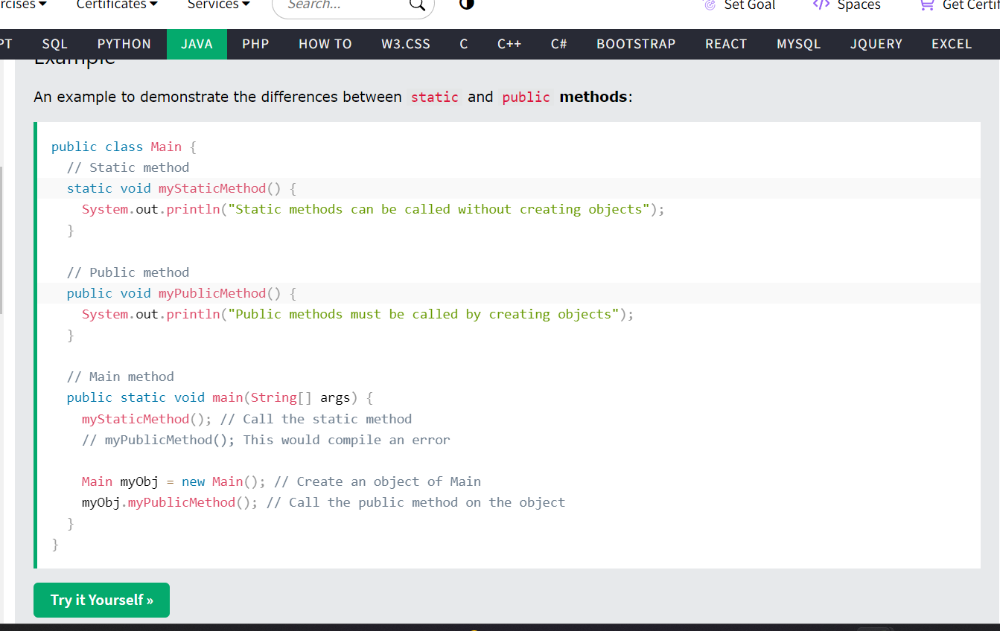 rcises Certificates Services Search... Set Goal Spaces Get Certif
PT SQL PYTHON JAVA PHP HOW TO W3.CSS C C++ C# BOOTSTRAP REACT MYSQL JQUERY EXCEL
Example
An example to demonstrate the differences between static and public methods:
public class Main {
// Static method
static void myStaticMethod() {
System.out.println("Static methods can be called without creating objects");
}
// Public method
public void myPublicMethod() {
System.out.println("Public methods must be called by creating objects");
}
// Main method
public static void main(String[] args) {
myStaticMethod(); // Call the static method
// myPublicMethod(); This would compile an error
Main myObj = new Main(); // Create an object of Main
myObj.myPublicMethod(); // Call the public method on the object
}
}
Try it Yourself »